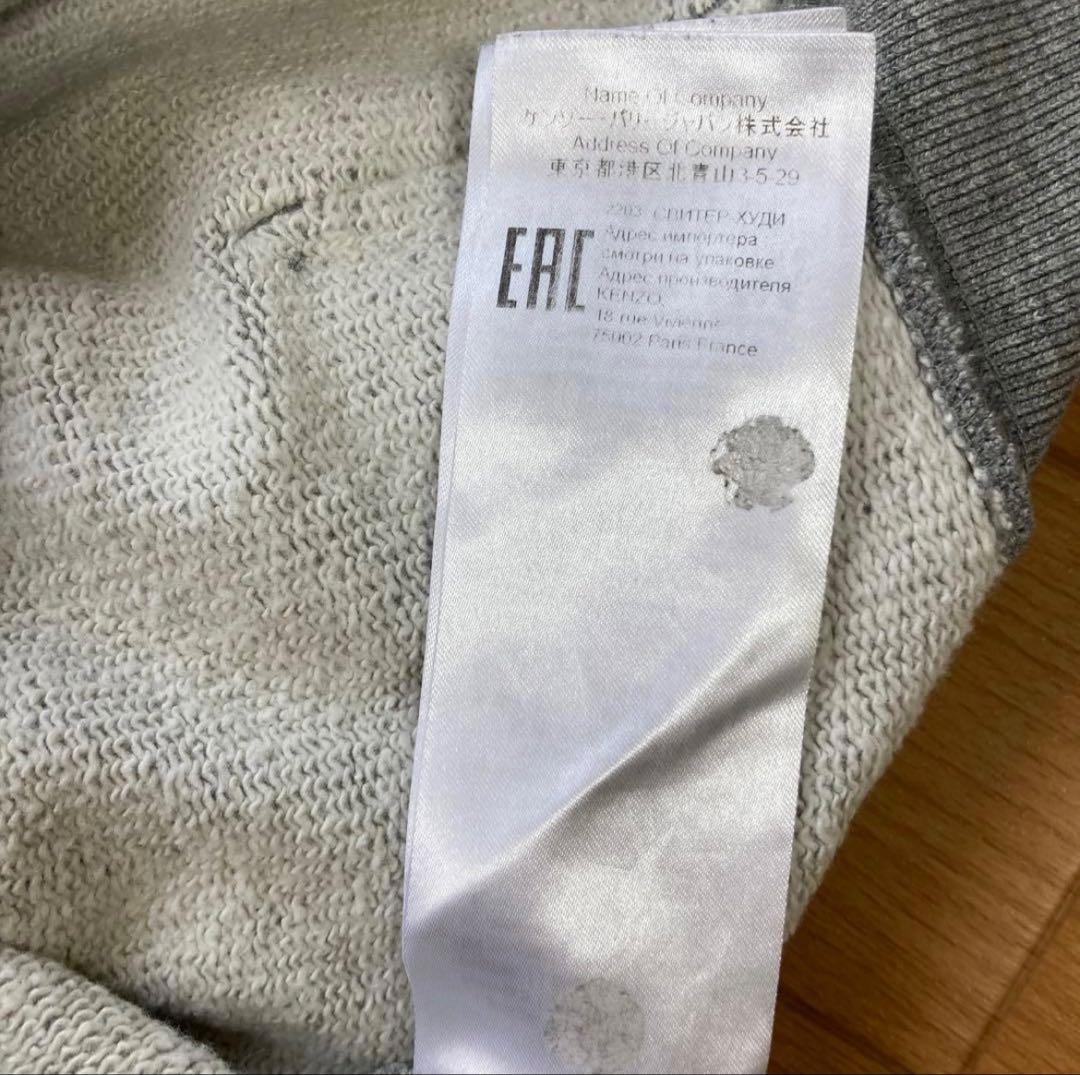 Name Of Company
ケンゾー・パリ・ジャパン株式会社
Address Of Company
東京都港区北青山3-5-29
EAC
2203 СВИТЕР-ХУДИ
Адрес импортера
смотри на упаковке
Адрес производителя
KENZO
18 rue Vivienne
75002 Paris France